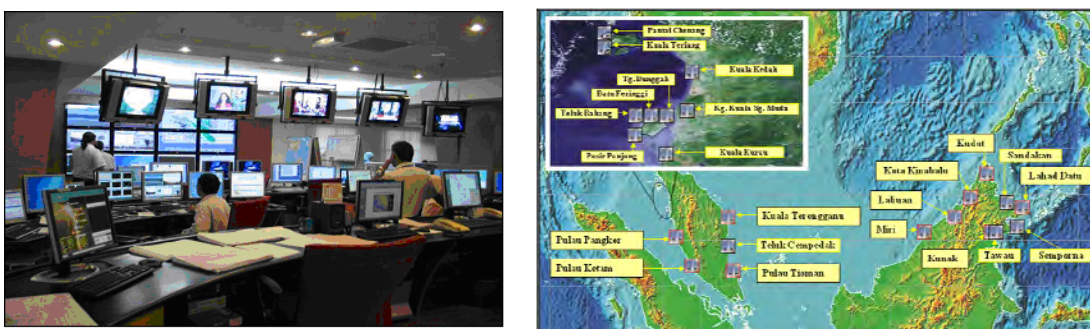 Pantai Chenang
Kuala Teriang
Kuala Kedah
Tg. Bunggah
Batu Feringgi
Teluk Bahang
Kg. Kuala Sg. Muda
Pasir Panjang
Kuala Kurau
Kudat
Sandakan
Kota Kinabalu
Lahad Datu
Labuan
Miri
Kuala Terengganu
Pulau Pangkor
Teluk Cempedak
Kunak
Tawau
Semporna
Pulau Ketam
Pulau Tioman